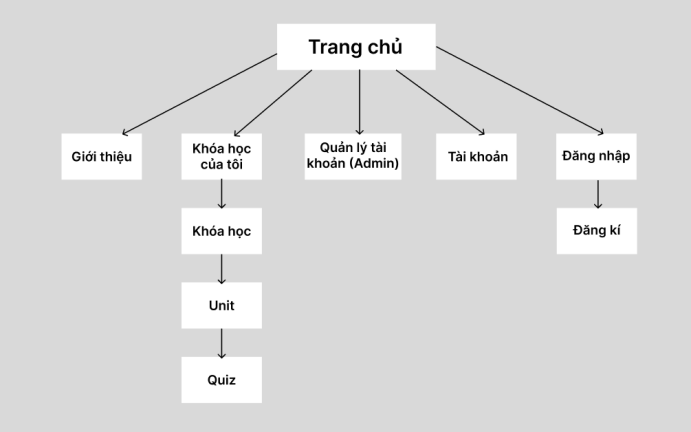 Trang chủ
Giới thiệu
Khóa học
của tôi
Quản lý tài
khoản (Admin)
Tài khoản
Đăng nhập
Khóa học
Đăng kí
Unit
Quiz